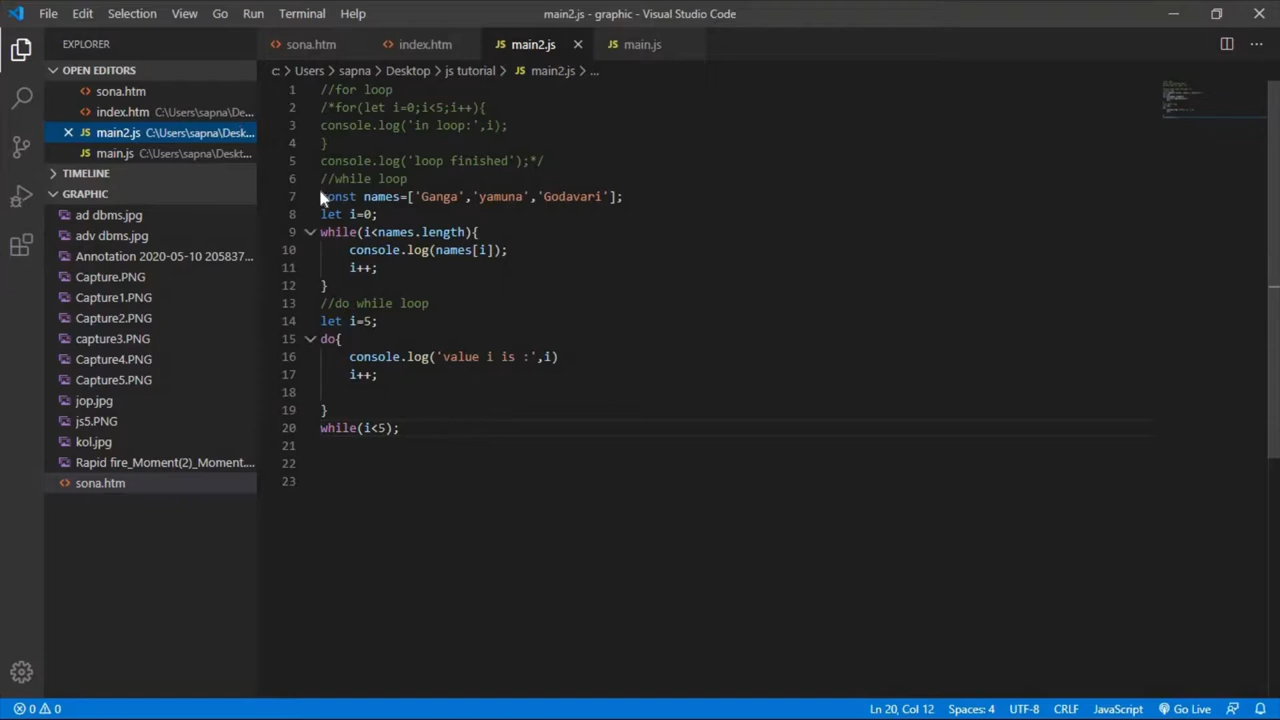 File Edit Selection View Go Run Terminal Help
main2.js - graphic - Visual Studio Code
EXPLORER
OPEN EDITORS
sona.htm
index.htm C:\Users\sapna\De...
main2.js C:\Users\sapna\Desk...
main.js C:\Users\sapna\Deskt...
TIMELINE
GRAPHIC
ad dbms.jpg
adv dbms.jpg
Annotation 2020-05-10 205837...
Capture.PNG
Capture1.PNG
Capture2.PNG
capture3.PNG
Capture4.PNG
Capture5.PNG
jop.jpg
js5.PNG
kol.jpg
Rapid fire_Moment(2)_Moment....
sona.htm
sona.htm index.htm JS main2.js JS main.js
C: > Users > sapna > Desktop > js tutorial > JS main2.js > ...
1 //for loop
2 /*for(let i=0;i<5;i++){
3 console.log('in loop:',i);
4 }
5 console.log('loop finished');*/
6 //while loop
7 const names=['Ganga','yamuna','Godavari'];
8 let i=0;
9 while(i<names.length){
10 console.log(names[i]);
11 i++;
12 }
13 //do while loop
14 let i=5;
15 do{
16 console.log('value i is :',i)
17 i++;
18
19 }
20 while(i<5);
21
22
23
0 0 Ln 20, Col 12 Spaces: 4 UTF-8 CRLF JavaScript Go Live